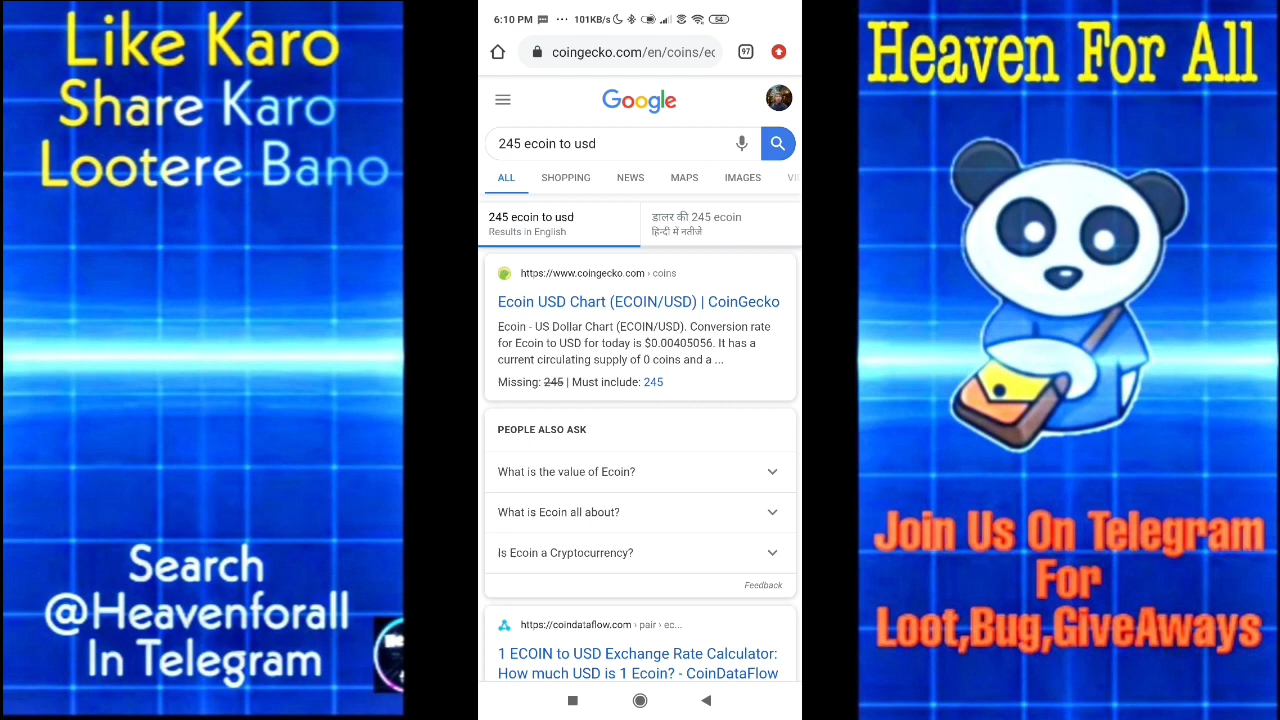 Like Karo
Share Karo
Lootere Bano
Search
@Heavenforall
In Telegram
6:10 PM
101KB/s
54
coingecko.com/en/coins/ec
97
Google
245 ecoin to usd
ALL
SHOPPING
NEWS
MAPS
IMAGES
VI
245 ecoin to usd
Results in English
डालर की 245 ecoin
हिन्दी में नतीजे
https://www.coingecko.com › coins
Ecoin USD Chart (ECOIN/USD) | CoinGecko
Ecoin - US Dollar Chart (ECOIN/USD). Conversion rate
for Ecoin to USD for today is $0.00405056. It has a
current circulating supply of 0 coins and a ...
Missing: 245 | Must include: 245
PEOPLE ALSO ASK
What is the value of Ecoin?
What is Ecoin all about?
Is Ecoin a Cryptocurrency?
Feedback
https://coindataflow.com › pair › ec...
1 ECOIN to USD Exchange Rate Calculator:
How much USD is 1 Ecoin? - CoinDataFlow
Heaven For All
Join Us On Telegram
For
Loot,Bug,GiveAways